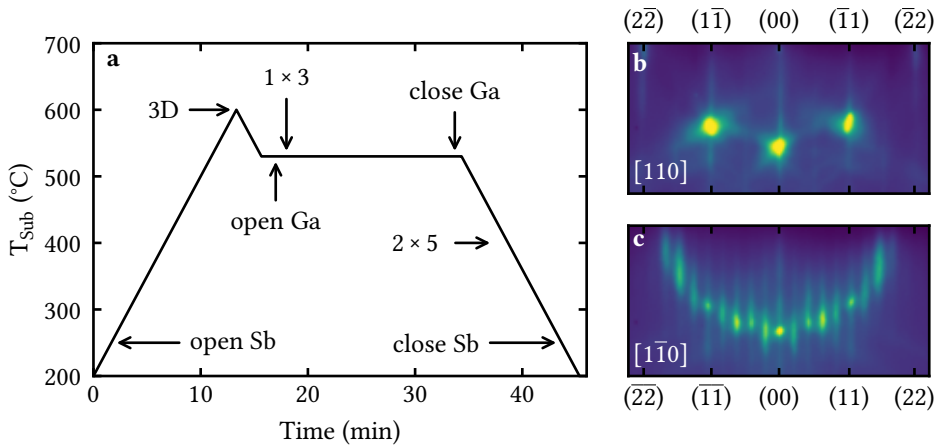 a
700
600
500
400
300
200
T_Sub (°C)
0
10
20
30
40
Time (min)
3D
1 × 3
open Ga
close Ga
2 × 5
open Sb
close Sb
(22̅) (11̅) (00) (1̅1) (2̅2)
b
[110]
c
[11̅0]
(2̅2̅) (1̅1̅) (00) (11) (2̅2)